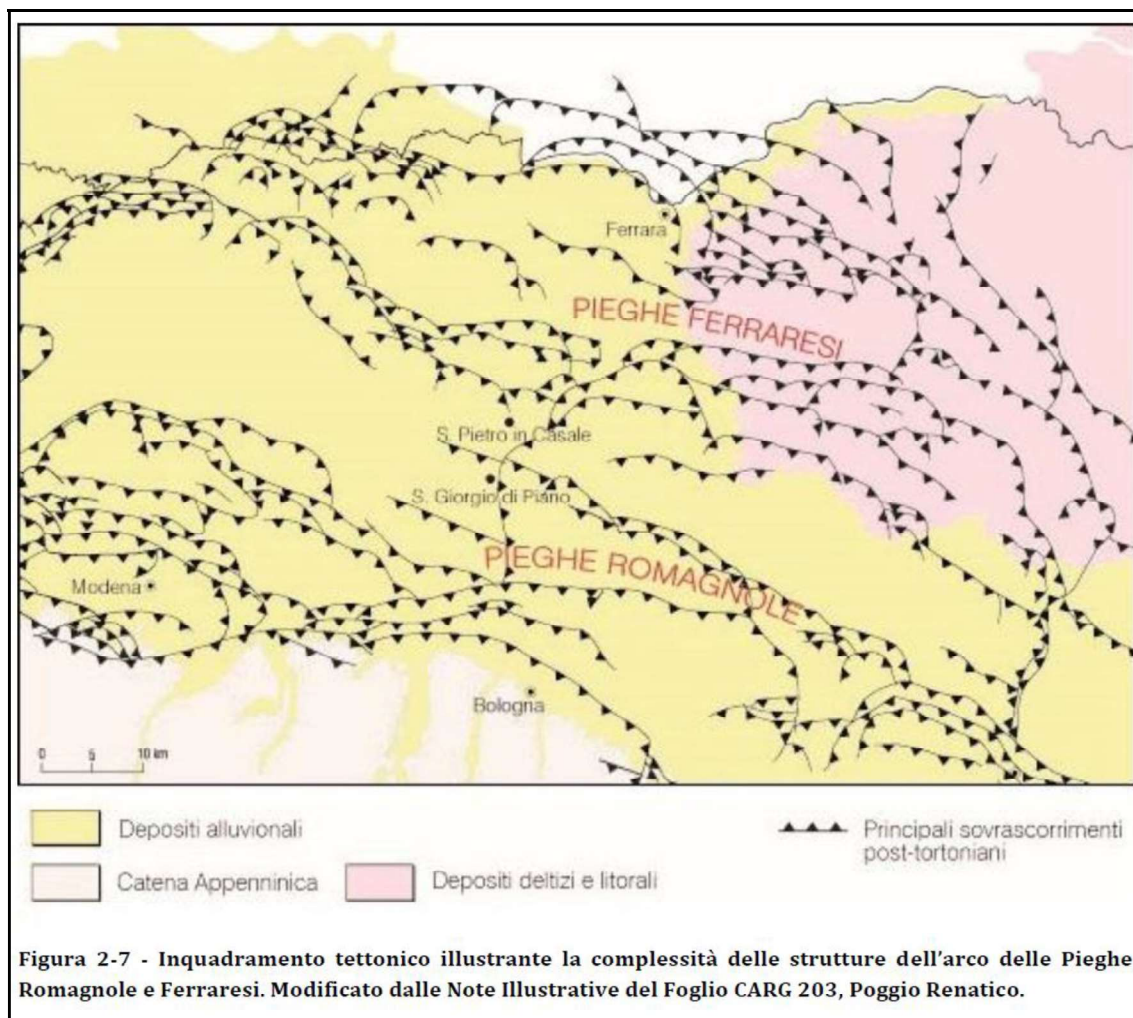 Ferrara
PIEGHE FERRARESI
S. Pietro in Casale
S. Giorgio di Piano
PIEGHE ROMAGNOLE
Modena
Bologna
0 5 10 km
Depositi alluvionali
Principali sovrascorrimenti
post-tortoniani
Catena Appenninica
Depositi deltizi e litorali
Figura 2-7 - Inquadramento tettonico illustrante la complessità delle strutture dell'arco delle Pieghe
Romagnole e Ferraresi. Modificato dalle Note Illustrative del Foglio CARG 203, Poggio Renatico.